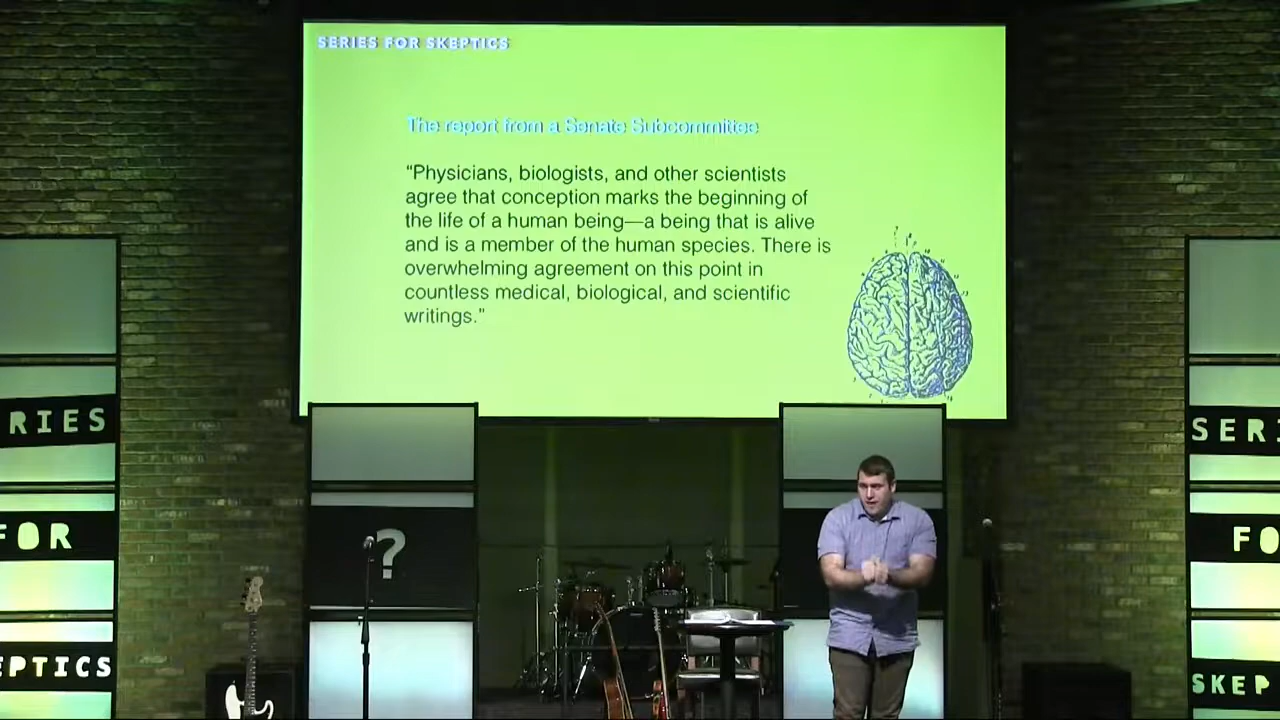 SERIES FOR SKEPTICS
The report from a Senate Subcommittee
“Physicians, biologists, and other scientists
agree that conception marks the beginning of
the life of a human being—a being that is alive
and is a member of the human species. There is
overwhelming agreement on this point in
countless medical, biological, and scientific
writings.”
RIES
FOR
EPTICS
?
SERI
FO
SKEP